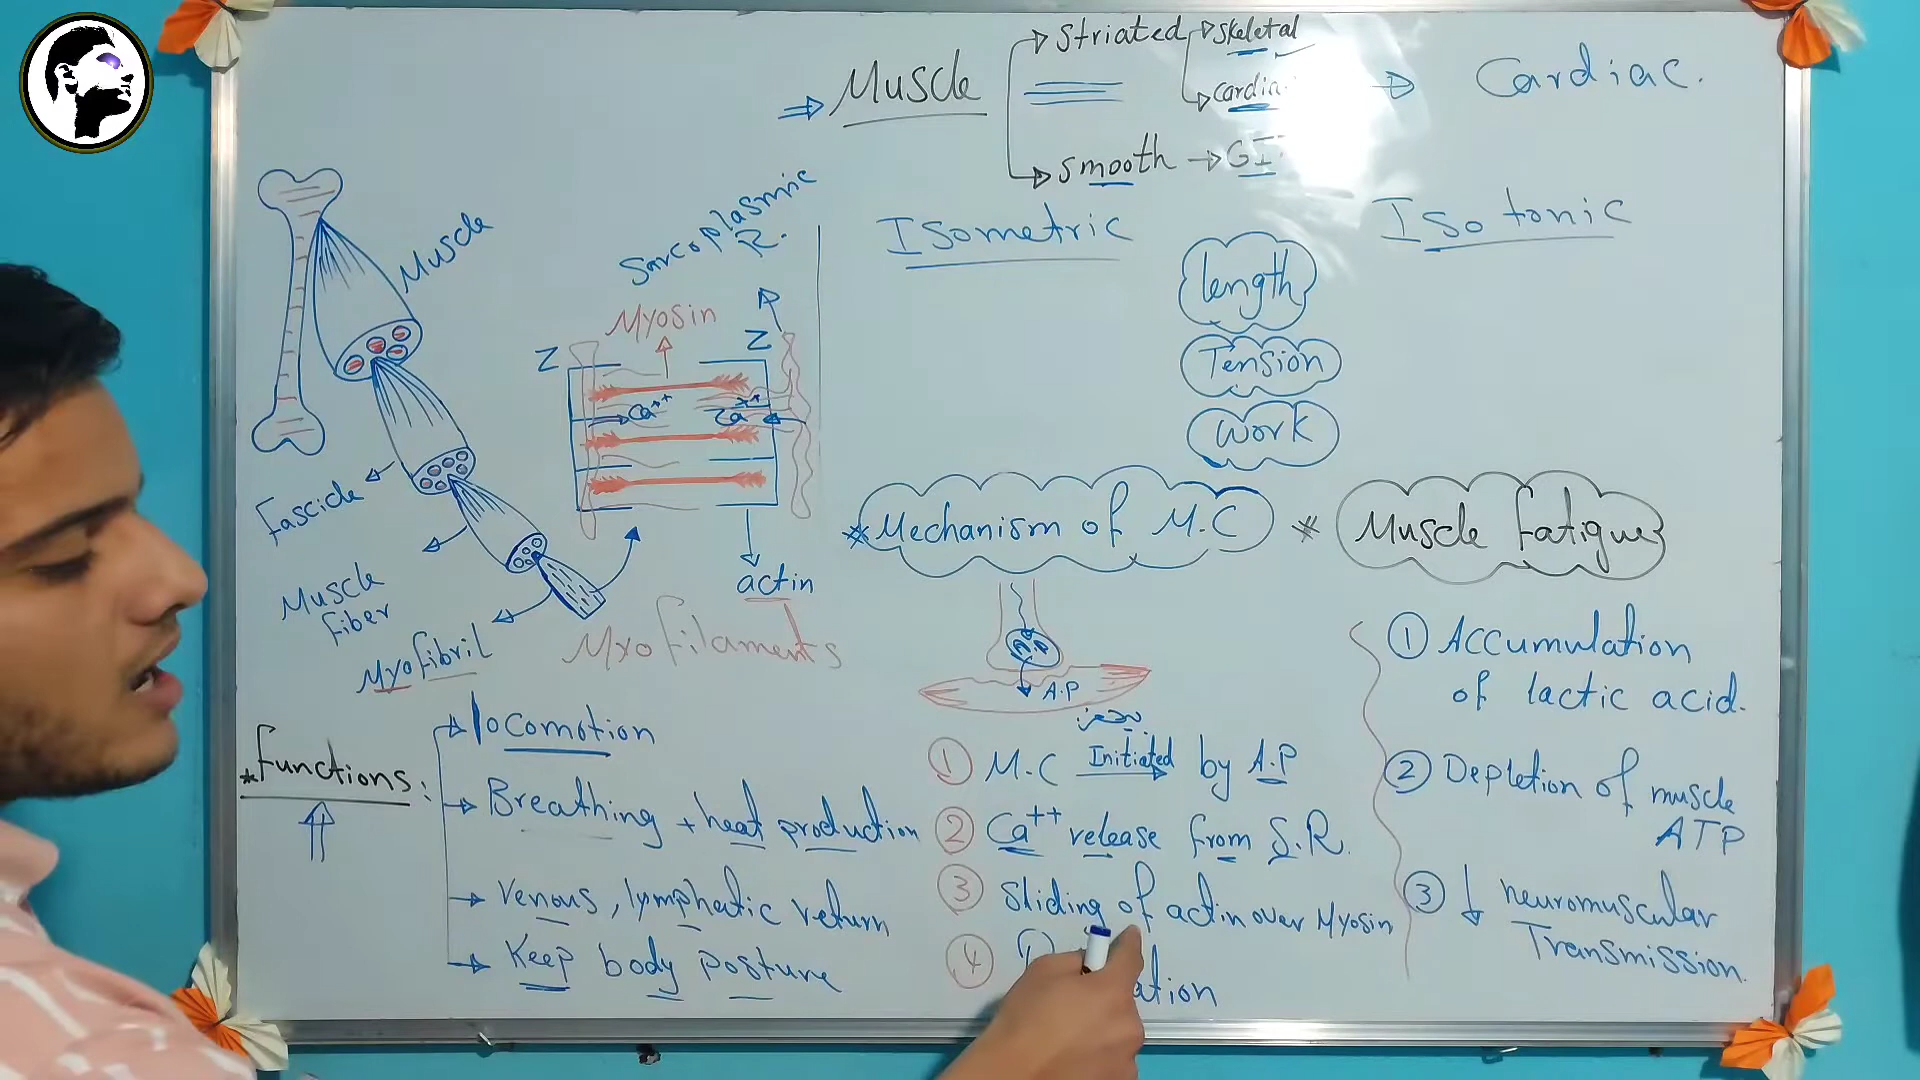 ⇒ Muscle
Striated
Skeletal
Cardia
Smooth → GI
⇒ Cardiac.
Muscle
Fascicle
Muscle
fiber
Myofibril
Sarcoplasmic
R.
Myosin
Z
Z
Ca++
Ca++
actin
Myofilaments
Isometric
Isotonic
length
Tension
Work
* Mechanism of M.C
A.P
① M.C Initiated by A.P
② Ca++ release from S.R.
③ Sliding of actin over Myosin
④
* Muscle fatigue
① Accumulation
of lactic acid.
② Depletion of muscle
ATP
③ ↓ neuromuscular
Transmission.
* Functions:
→ locomotion
→ Breathing + heat production
→ Venous, lymphatic return
→ Keep body posture